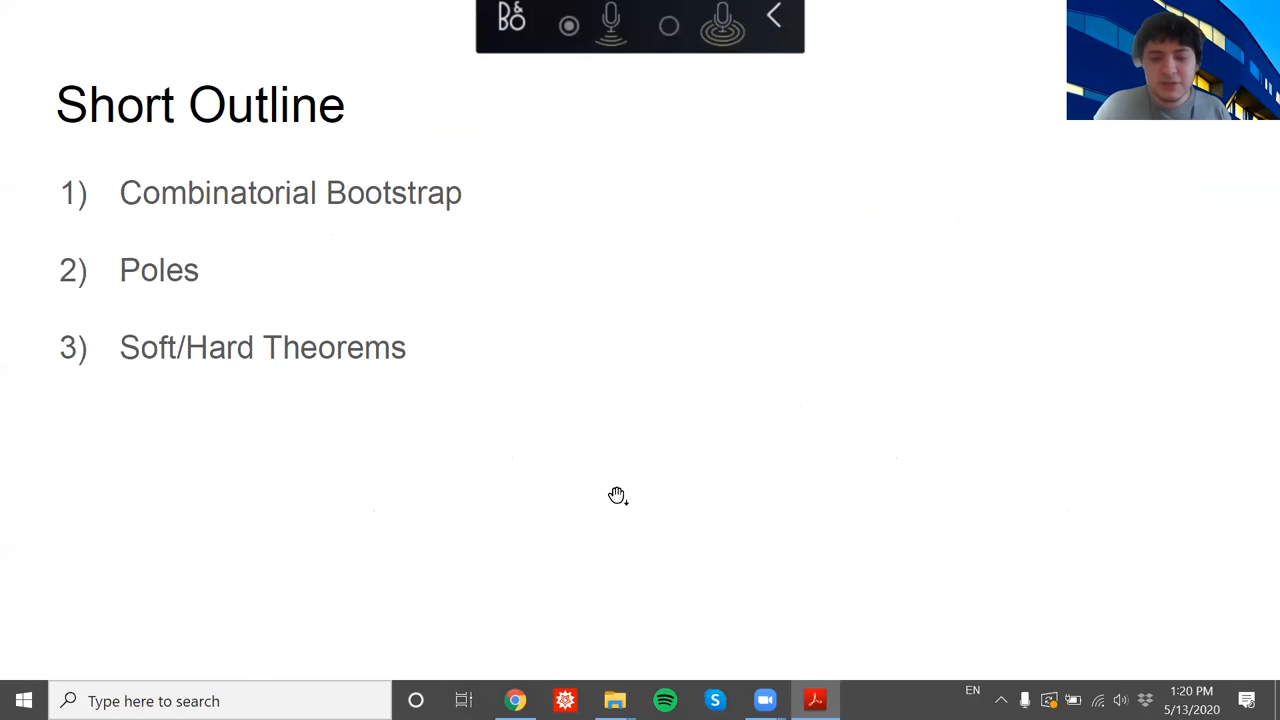 B&O
Short Outline
1) Combinatorial Bootstrap
2) Poles
3) Soft/Hard Theorems
Type here to search
EN
1:20 PM
5/13/2020